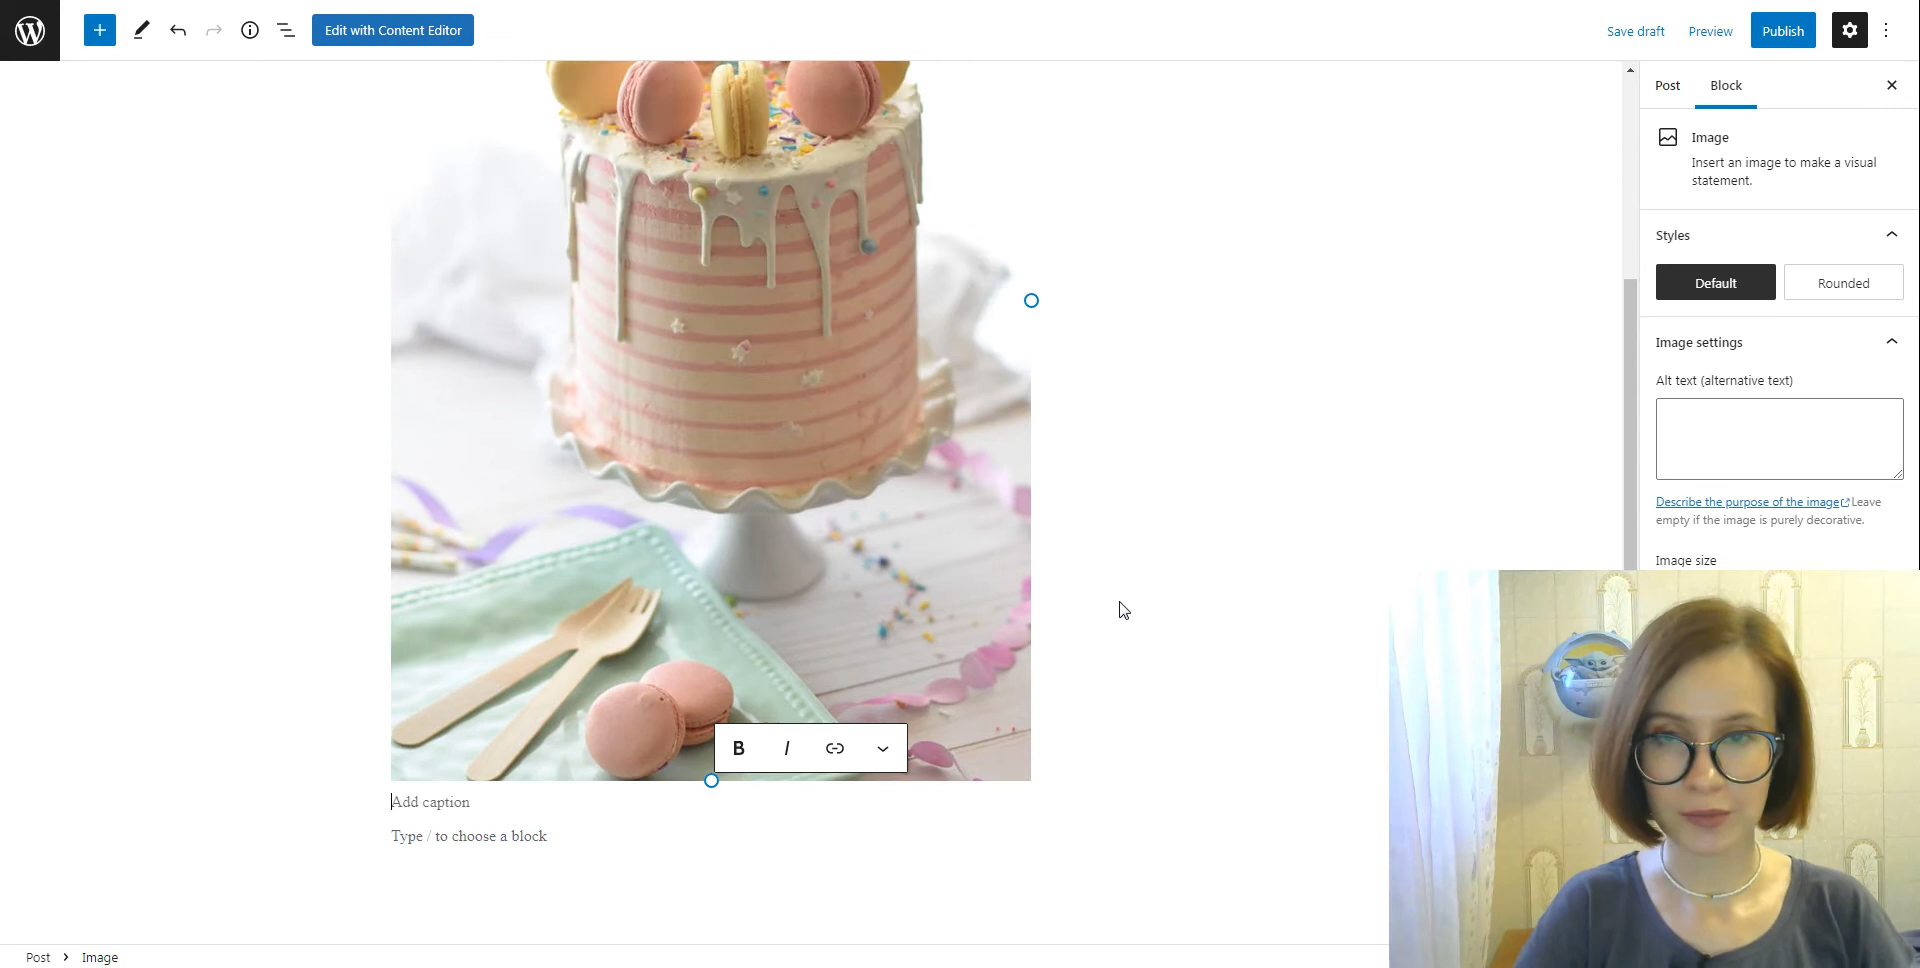 Edit with Content Editor
Save draft
Preview
Publish
Post
Block
Image
Insert an image to make a visual
statement.
Styles
Default
Rounded
Image settings
Alt text (alternative text)
Describe the purpose of the image Leave
empty if the image is purely decorative.
Image size
B I
Add caption
Type / to choose a block
Post
Image